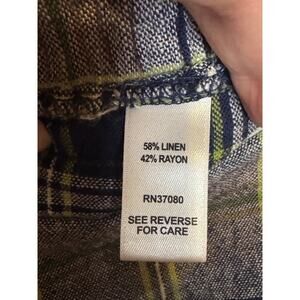 58% LINEN
42% RAYON
RN37080
SEE REVERSE
FOR CARE